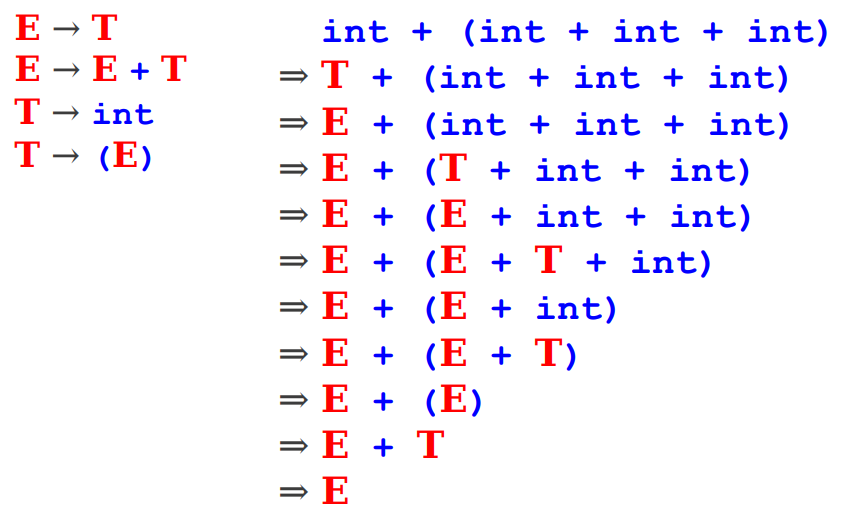 E → T
E → E + T
T → int
T → (E)
int + (int + int + int)
⇒ T + (int + int + int)
⇒ E + (int + int + int)
⇒ E + (T + int + int)
⇒ E + (E + int + int)
⇒ E + (E + T + int)
⇒ E + (E + int)
⇒ E + (E + T)
⇒ E + (E)
⇒ E + T
⇒ E